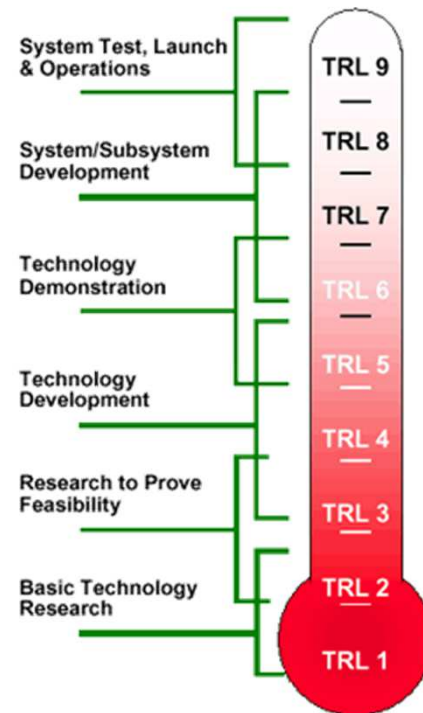 System Test, Launch
& Operations
System/Subsystem
Development
Technology
Demonstration
Technology
Development
Research to Prove
Feasibility
Basic Technology
Research
TRL 9
TRL 8
TRL 7
TRL 6
TRL 5
TRL 4
TRL 3
TRL 2
TRL 1